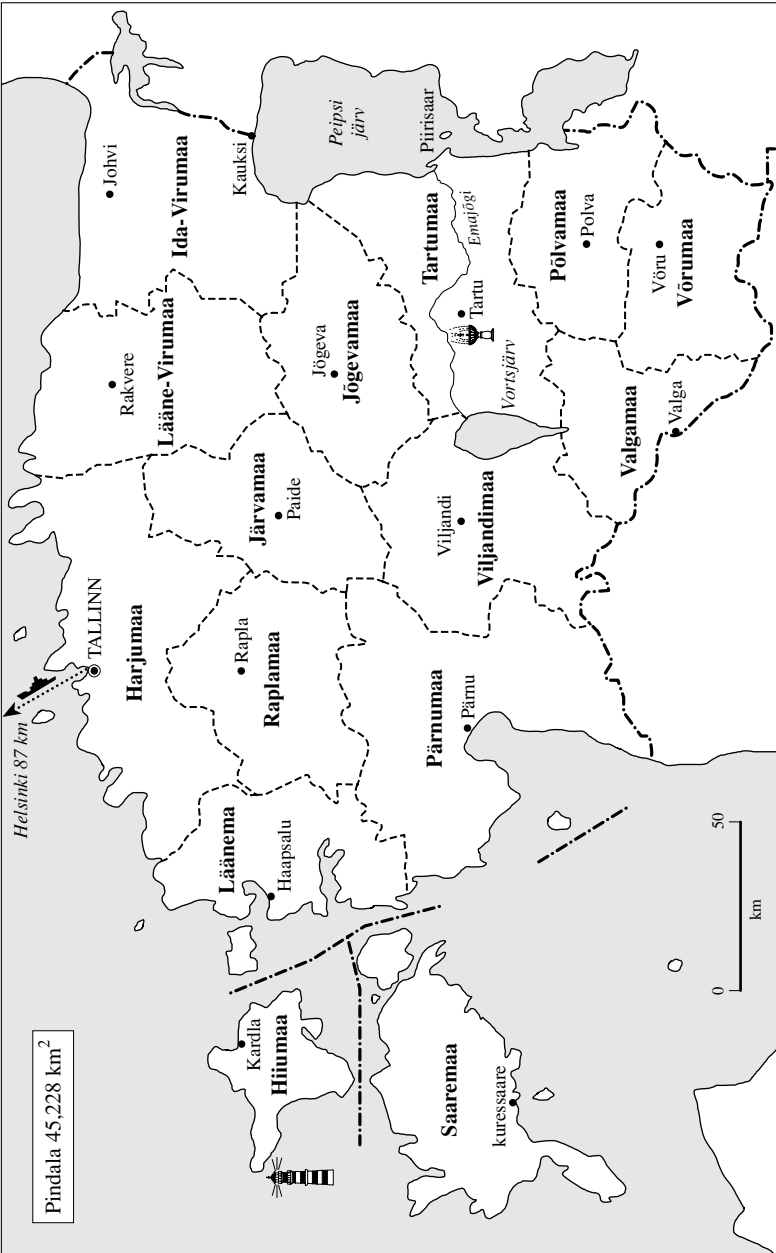 Pindala 45,228 km²
Helsinki 87 km
TALLINN
Harjumaa
Rakvere
Lääne-Virumaa
Johvi
Ida-Virumaa
Kauksi
Läänema
Haapsalu
Rapla
Raplamaa
Järvamaa
Paide
Jõgeva
Jõgevamaa
Peipsi
järv
Piirisaar
Kardla
Hiiumaa
Pärnumaa
Pärnu
Viljandi
Viljandimaa
Tartumaa
Emajõgi
Tartu
Vortsjärv
Saaremaa
kuressaare
Valgamaa
Valga
Põlvamaa
Polva
Võru
Võrumaa
0
50
km